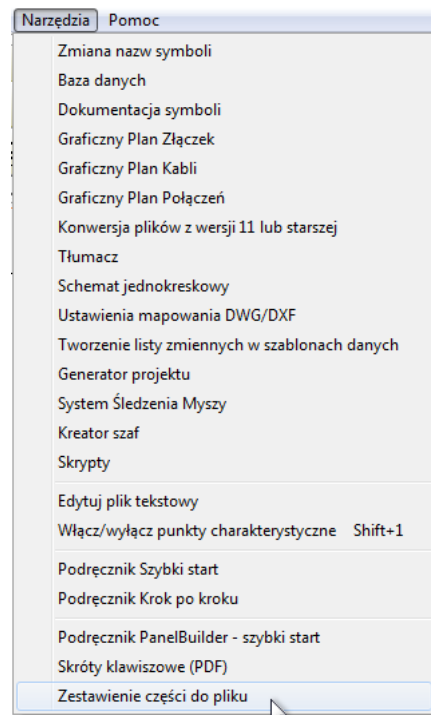 Narzędzia Pomoc
Zmiana nazw symboli
Baza danych
Dokumentacja symboli
Graficzny Plan Złączek
Graficzny Plan Kabli
Graficzny Plan Połączeń
Konwersja plików z wersji 11 lub starszej
Tłumacz
Schemat jednokreskowy
Ustawienia mapowania DWG/DXF
Tworzenie listy zmiennych w szablonach danych
Generator projektu
System Śledzenia Myszy
Kreator szaf
Skrypty
Edytuj plik tekstowy
Włącz/wyłącz punkty charakterystyczne Shift+1
Podręcznik Szybki start
Podręcznik Krok po kroku
Podręcznik PanelBuilder - szybki start
Skróty klawiszowe (PDF)
Zestawienie części do pliku